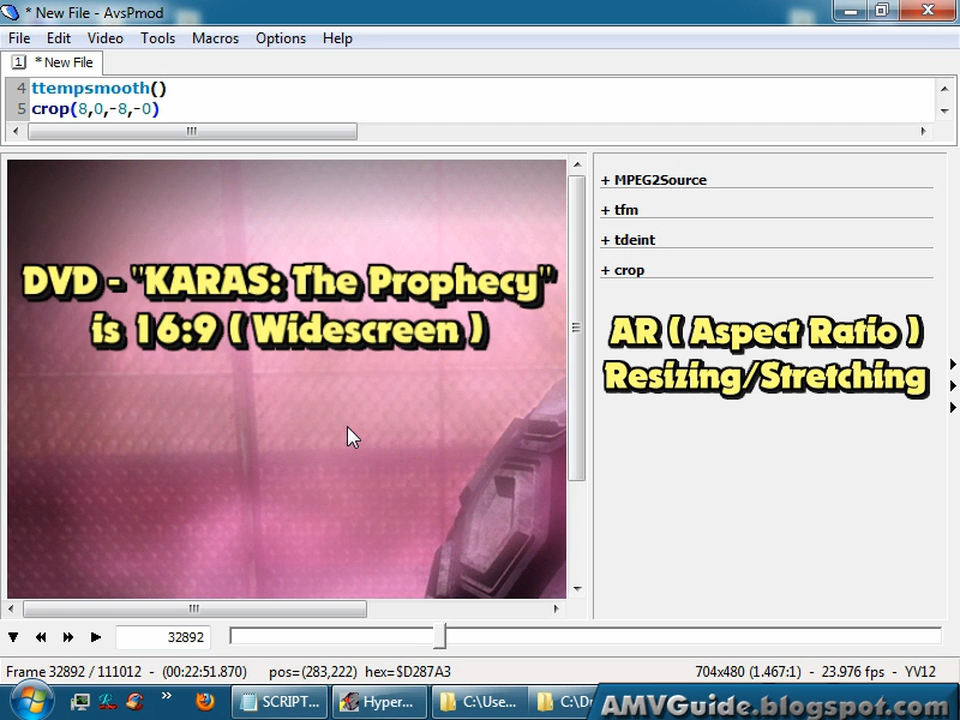 * New File - AvsPmod
File Edit Video Tools Macros Options Help
1 * New File
4 ttempsmooth()
5 crop(8,0,-8,-0)
DVD - "KARAS: The Prophecy"
is 16:9 ( Widescreen )
+ MPEG2Source
+ tfm
+ tdeint
+ crop
AR ( Aspect Ratio )
Resizing/Stretching
32892
Frame 32892 / 111012 - (00:22:51.870) pos=(283,222) hex=$D287A3 704x480 (1.467:1) - 23.976 fps - YV12
SCRIPT... Hyper... C:\Use... C:\D
AMVGuide.blogspot.com